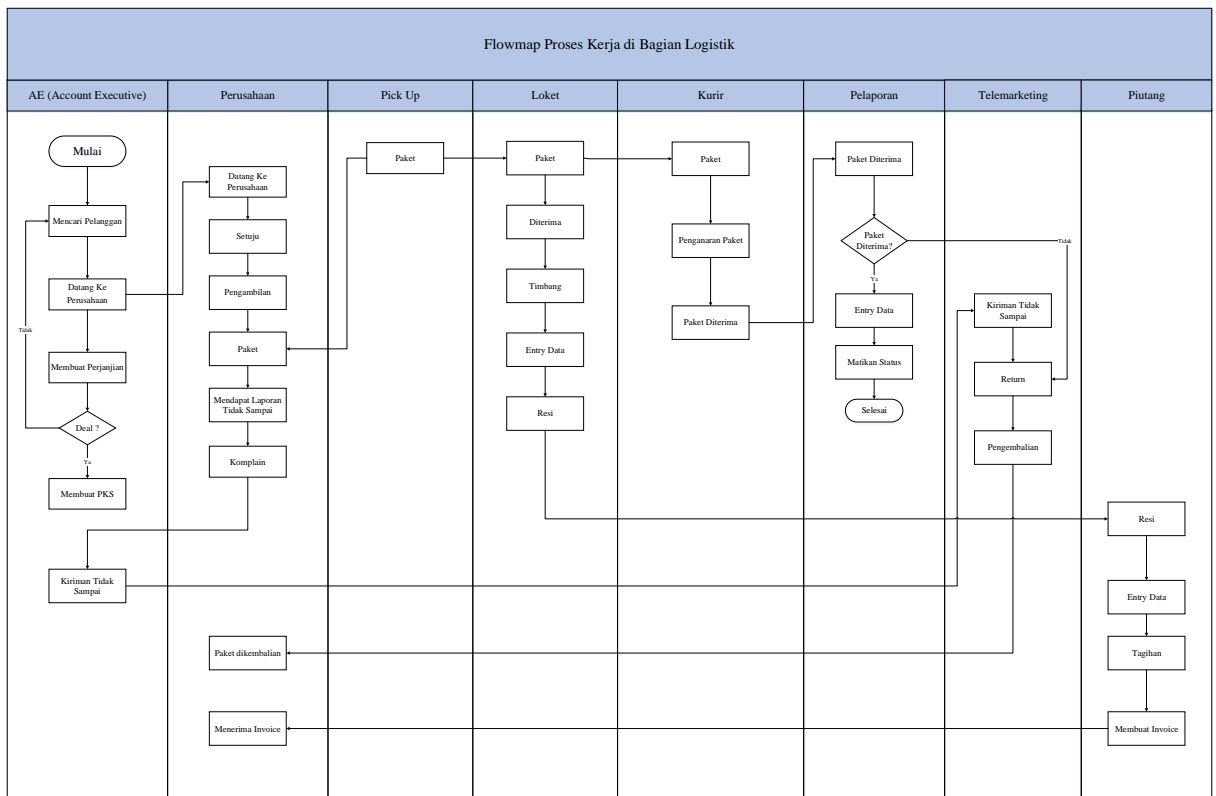 Flowmap Proses Kerja di Bagian Logistik
AE (Account Executive)
Perusahaan
Pick Up
Loket
Kurir
Pelaporan
Telemarketing
Piutang
Mulai
Mencari Pelanggan
Datang Ke
Perusahaan
Tidak
Membuat Perjanjian
Deal ?
Ya
Membuat PKS
Kiriman Tidak
Sampai
Datang Ke
Perusahaan
Setuju
Pengambilan
Paket
Mendapat Laporan
Tidak Sampai
Komplain
Paket dikembalian
Menerima Invoice
Paket
Paket
Diterima
Timbang
Entry Data
Resi
Paket
Penganaran Paket
Paket Diterima
Paket Diterima
Paket
Diterima?
Tidak
Ya
Entry Data
Matikan Status
Selesai
Kiriman Tidak
Sampai
Return
Pengembalian
Resi
Entry Data
Tagihan
Membuat Invoice